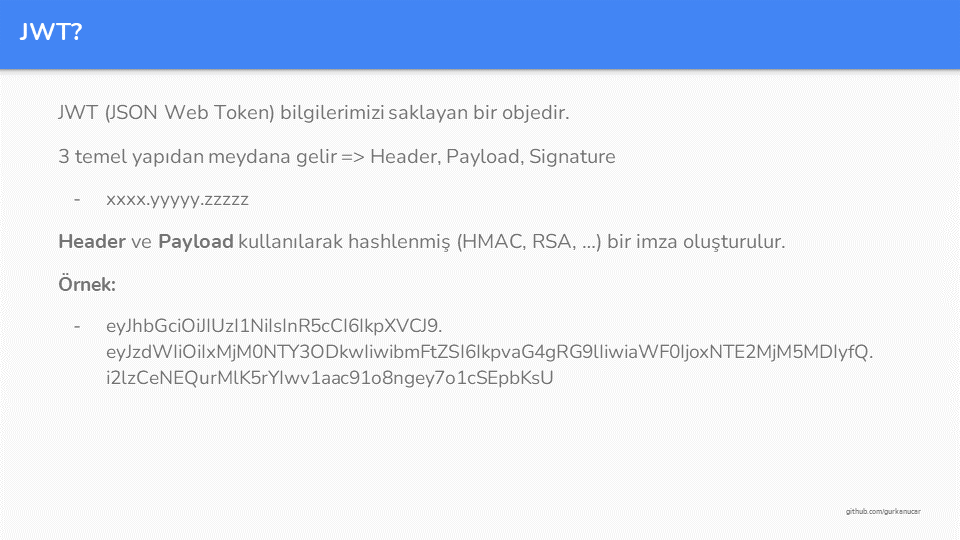 JWT?
JWT (JSON Web Token) bilgilerimizi saklayan bir objedir.
3 temel yapıdan meydana gelir => Header, Payload, Signature
- xxxx.yyyyy.zzzzz
Header ve Payload kullanılarak hashlenmiş (HMAC, RSA, ...) bir imza oluşturulur.
Örnek:
- eyJhbGciOiJIUzI1NiIsInR5cCI6IkpXVCJ9.
eyJzdWIiOiIxMjM0NTY3ODkwIiwibmFtZSI6IkpvaG4gRG9lIiwiaWF0IjoxNTE2MjM5MDIyfQ.
i2lzCeNEQurMlK5rYIwv1aac91o8ngey7o1cSEpbKsU
github.com/gurkanucar